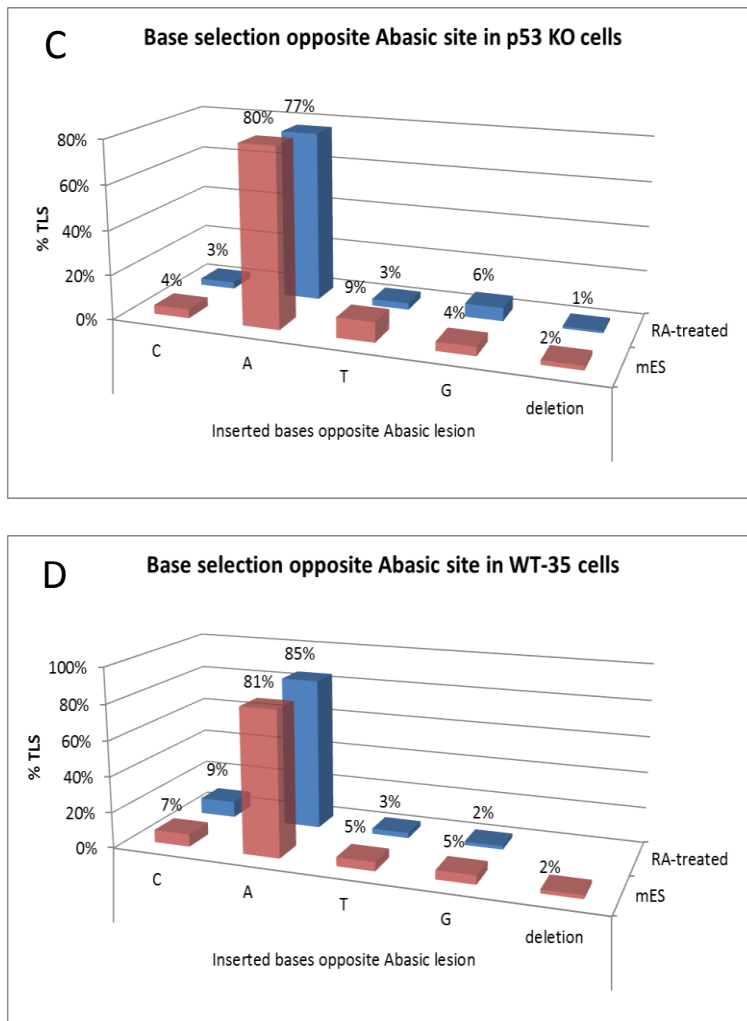 C
Base selection opposite Abasic site in p53 KO cells
77%
80%
80%
60%
40%
20%
0%
% TLS
3%
4%
3%
9%
6%
4%
1%
2%
RA-treated
mES
C
A
T
G
deletion
Inserted bases opposite Abasic lesion
D
Base selection opposite Abasic site in WT-35 cells
85%
81%
100%
80%
60%
40%
20%
0%
% TLS
9%
7%
3%
5%
2%
5%
2%
RA-treated
mES
C
A
T
G
deletion
Inserted bases opposite Abasic lesion